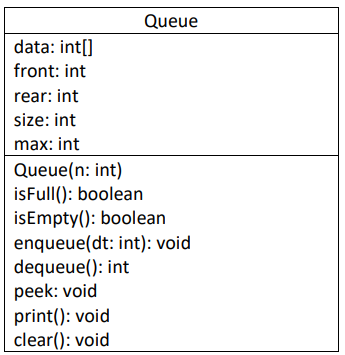 Queue
data: int[]
front: int
rear: int
size: int
max: int
Queue(n: int)
isFull(): boolean
isEmpty(): boolean
enqueue(dt: int): void
dequeue(): int
peek: void
print(): void
clear(): void